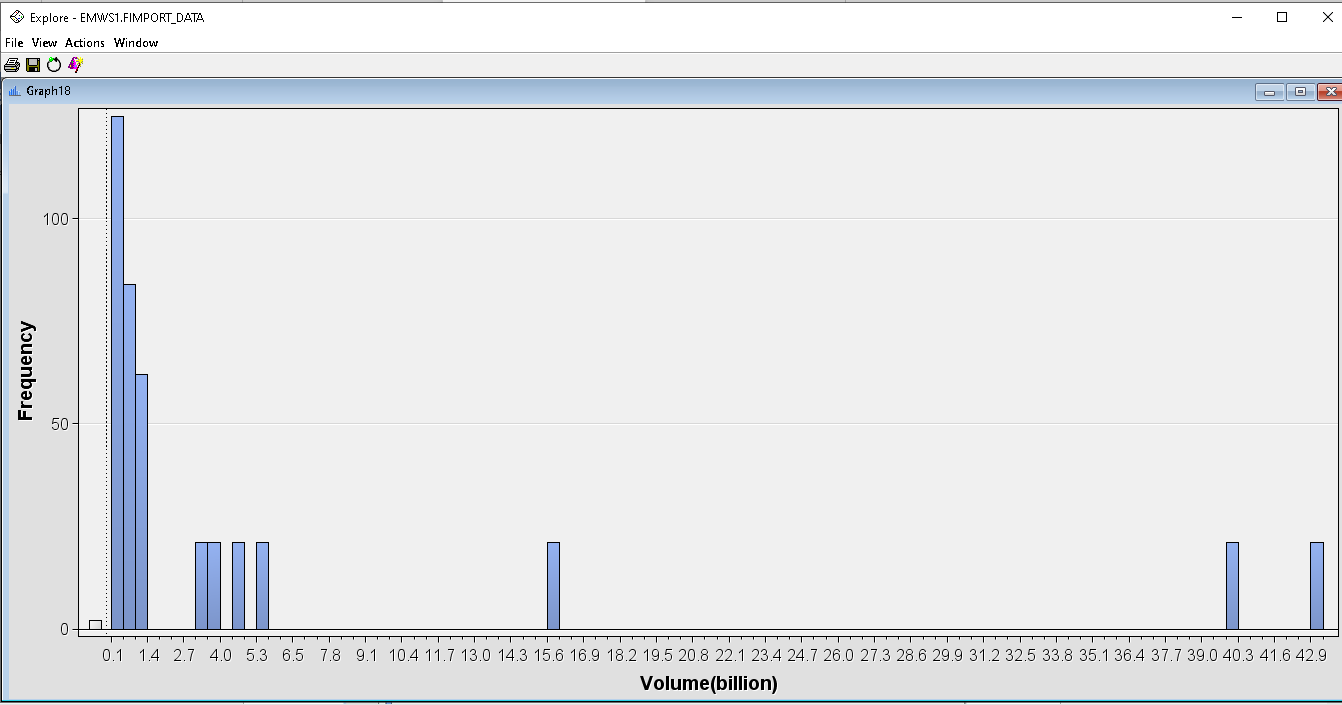 Explore - EMWS1.FIMPORT_DATA
File View Actions Window
Graph18
100
50
0
Frequency
0.1 1.4 2.7 4.0 5.3 6.5 7.8 9.1 10.4 11.7 13.0 14.3 15.6 16.9 18.2 19.5 20.8 22.1 23.4 24.7 26.0 27.3 28.6 29.9 31.2 32.5 33.8 35.1 36.4 37.7 39.0 40.3 41.6 42.9
Volume(billion)